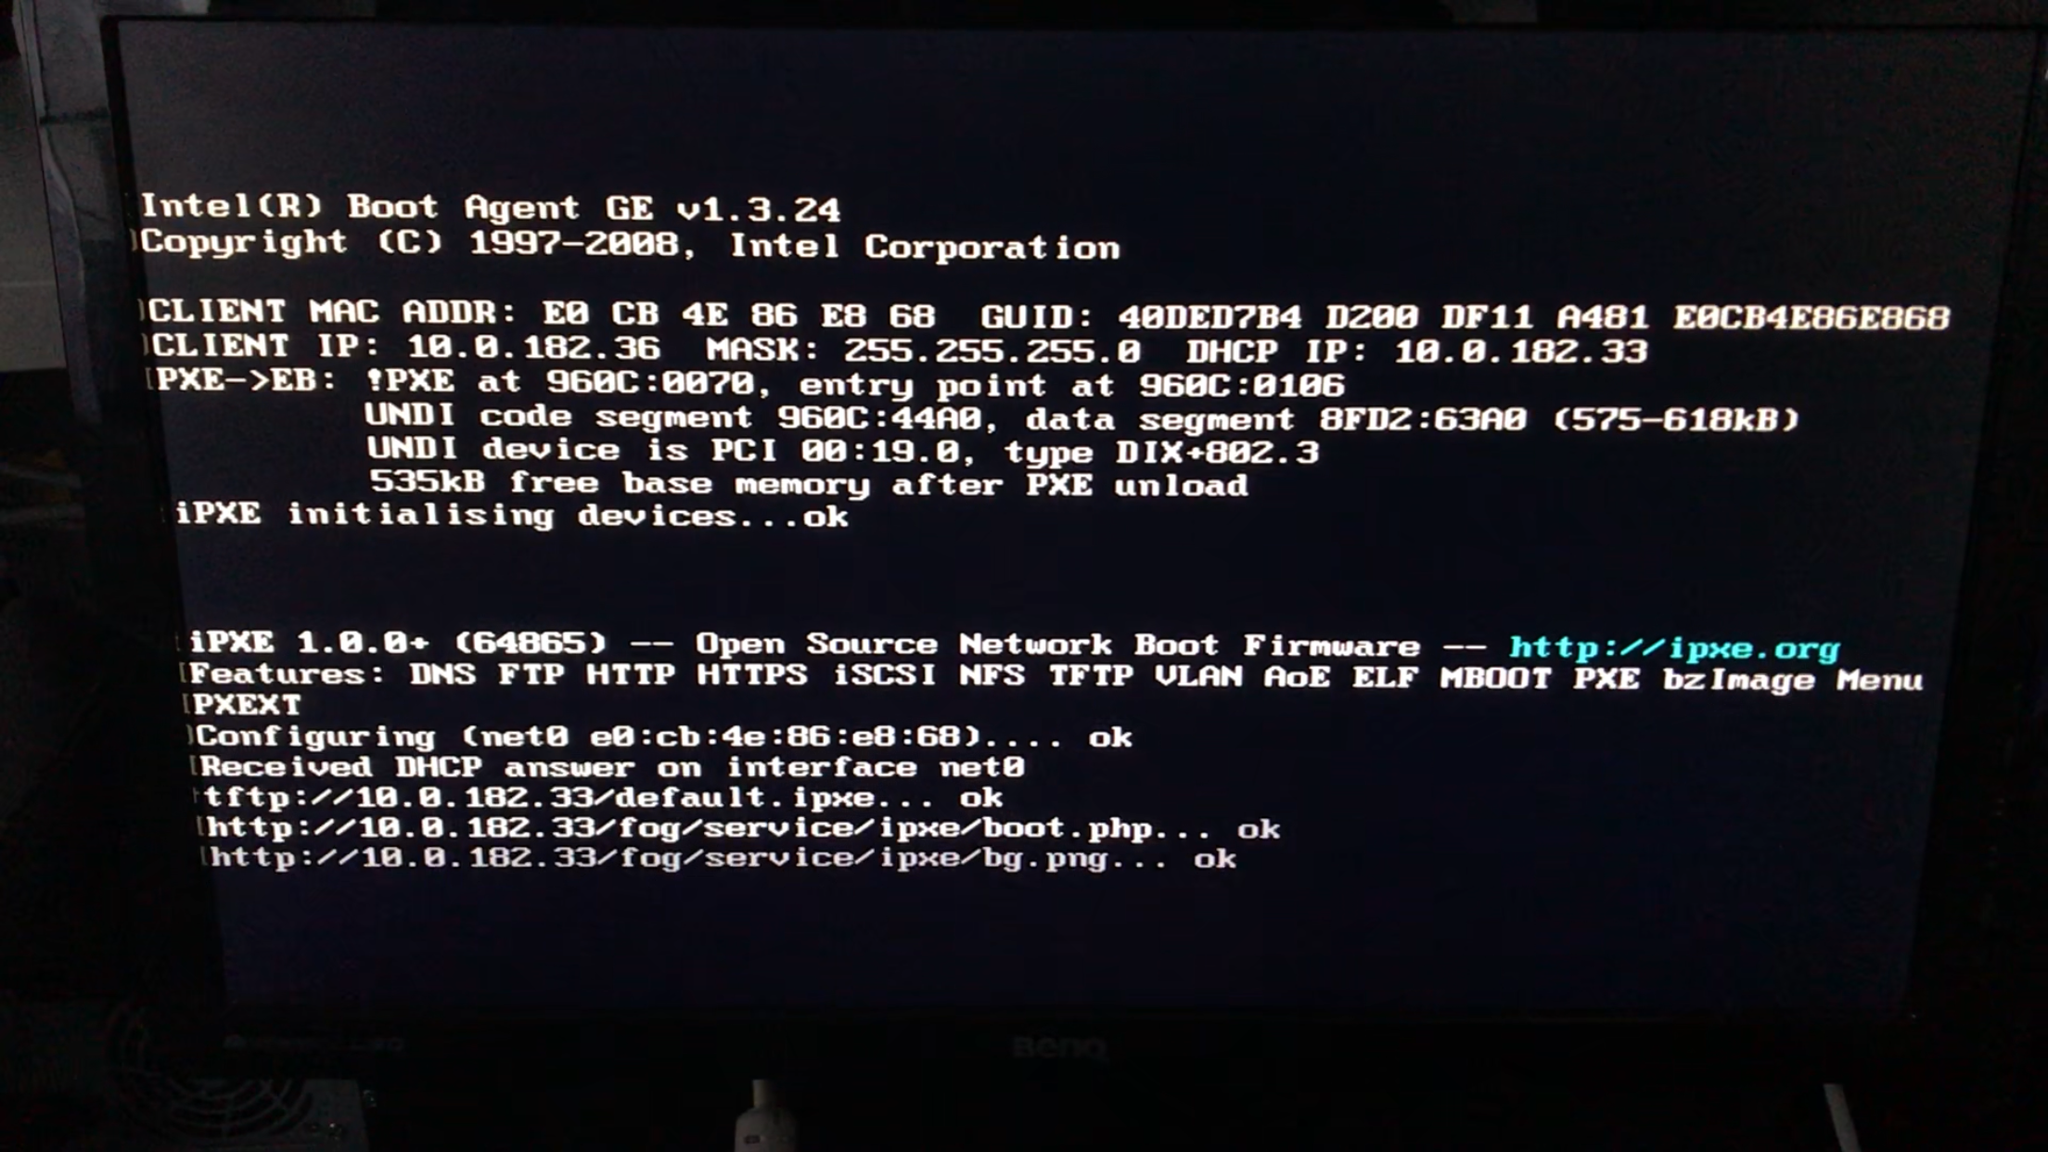 Intel(R) Boot Agent GE v1.3.24
Copyright (C) 1997-2008, Intel Corporation
CLIENT MAC ADDR: E0 CB 4E 86 E8 68 GUID: 40DED7B4 D200 DF11 A481 E0CB4E86E868
CLIENT IP: 10.0.182.36 MASK: 255.255.255.0 DHCP IP: 10.0.182.33
PXE->EB: !PXE at 960C:0070, entry point at 960C:0106
UNDI code segment 960C:44A0, data segment 8FD2:63A0 (575-618kB)
UNDI device is PCI 00:19.0, type DIX+802.3
535kB free base memory after PXE unload
iPXE initialising devices...ok
iPXE 1.0.0+ (64865) -- Open Source Network Boot Firmware -- http://ipxe.org
Features: DNS FTP HTTP HTTPS iSCSI NFS TFTP VLAN AoE ELF MBOOT PXE bzImage Menu
PXEXT
Configuring (net0 e0:cb:4e:86:e8:68).... ok
Received DHCP answer on interface net0
tftp://10.0.182.33/default.ipxe... ok
http://10.0.182.33/fog/service/ipxe/boot.php... ok
http://10.0.182.33/fog/service/ipxe/bg.png... ok
BenQ